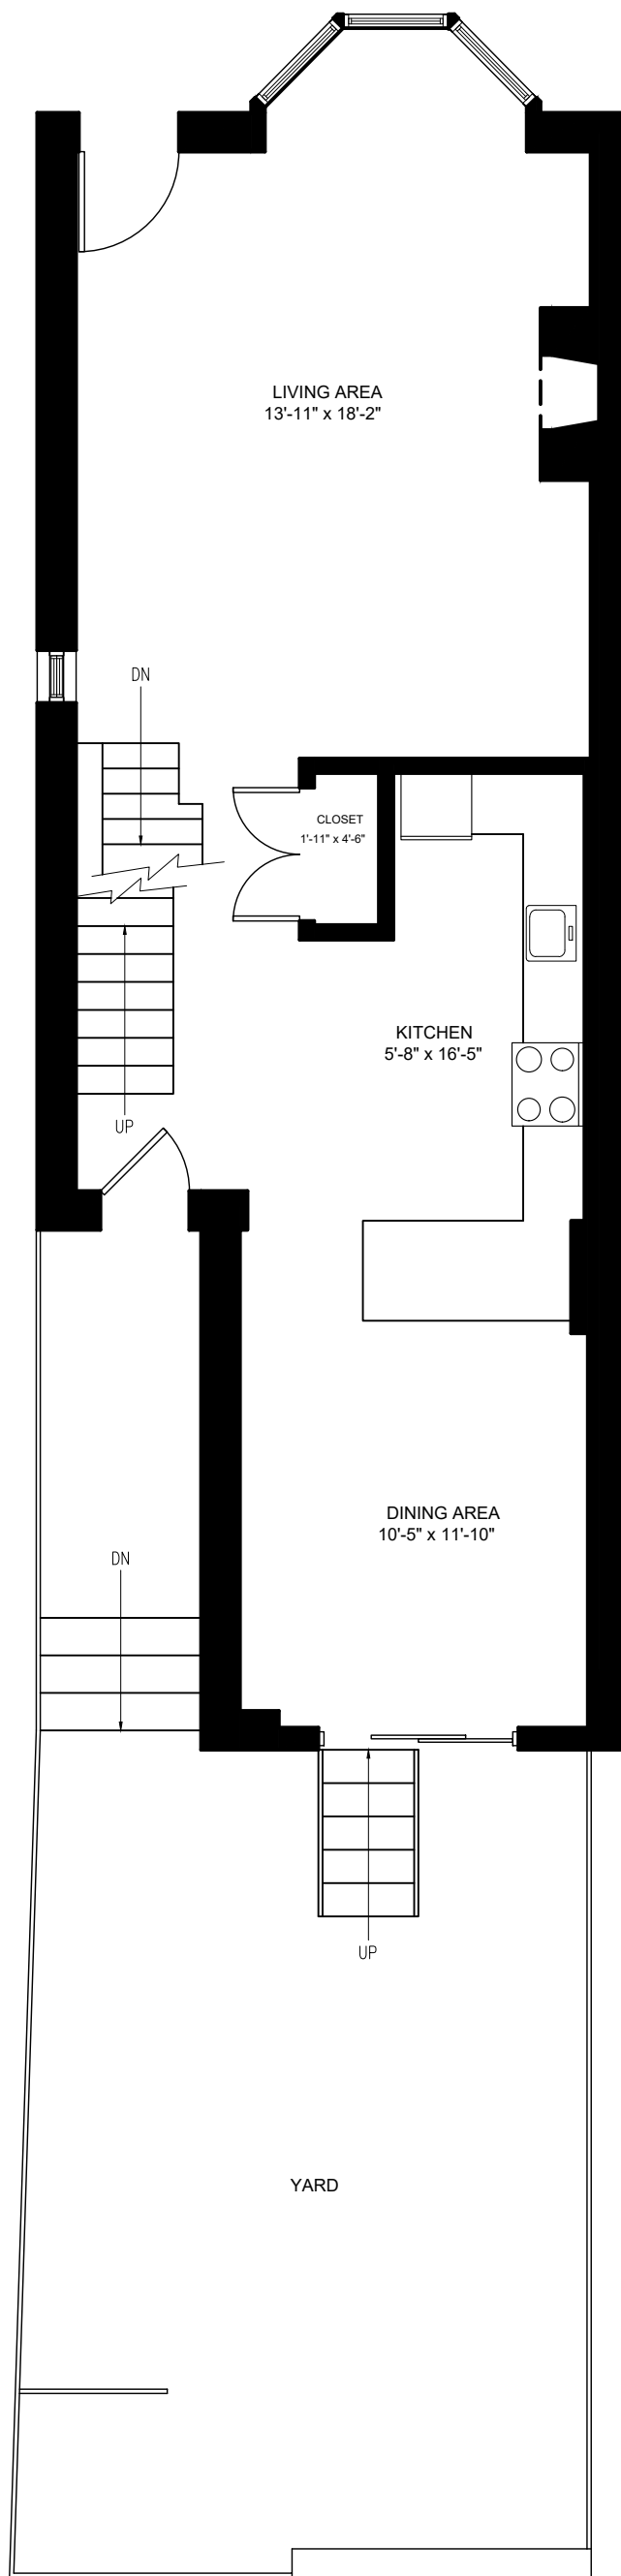 LIVING AREA
13'-11" x 18'-2"
DN
CLOSET
1'-11" x 4'-6"
KITCHEN
5'-8" x 16'-5"
UP
DINING AREA
10'-5" x 11'-10"
DN
UP
YARD